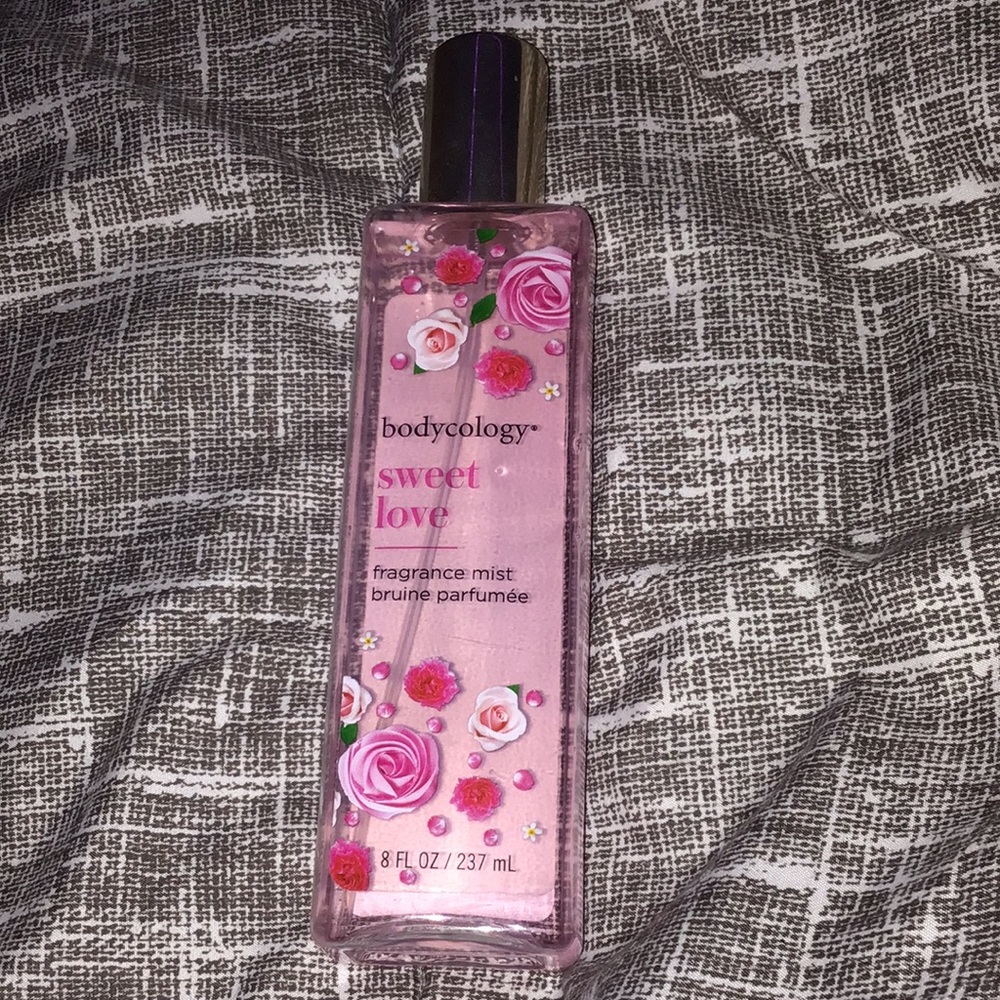 bodycology®
sweet
love
fragrance mist
bruine parfumée
8 FL OZ / 237 mL